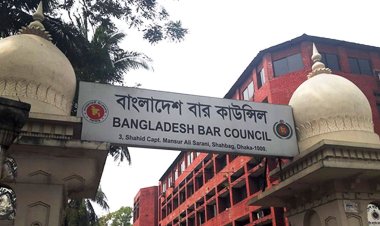 বাংলাদেশ বার কাউন্সিল
BANGLADESH BAR COUNCIL
3, Shahid Capt. Mansur Ali Sarani, Shahbag, Dhaka-1000.